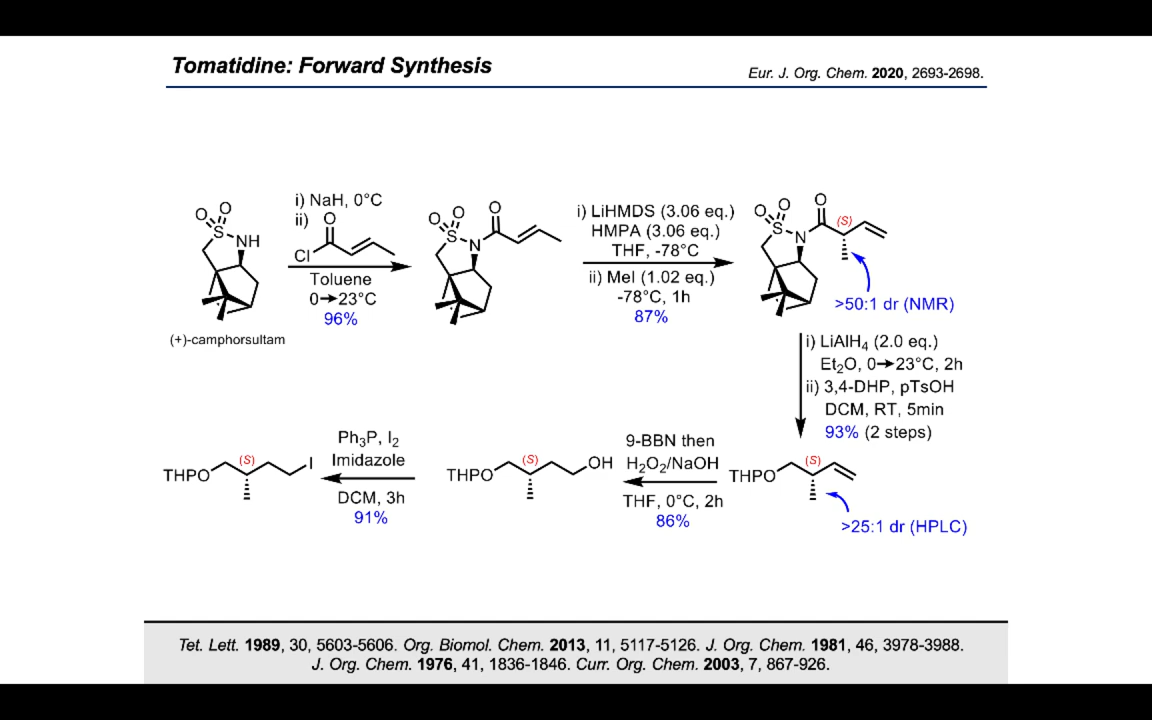 Tomatidine: Forward Synthesis
Eur. J. Org. Chem. 2020, 2693-2698.
i) NaH, 0°C
ii)
O
Cl
Toluene
0→23°C
96%
O O
S
NH
(+)-camphorsultam
O O
S
N
O
i) LiHMDS (3.06 eq.)
HMPA (3.06 eq.)
THF, -78°C
ii) MeI (1.02 eq.)
-78°C, 1h
87%
O O
S
N
O
(S)
>50:1 dr (NMR)
i) LiAlH4 (2.0 eq.)
Et2O, 0→23°C, 2h
ii) 3,4-DHP, pTsOH
DCM, RT, 5min
93% (2 steps)
THPO
(S)
>25:1 dr (HPLC)
9-BBN then
H2O2/NaOH
THF, 0°C, 2h
86%
THPO
(S)
OH
Ph3P, I2
Imidazole
DCM, 3h
91%
THPO
(S)
I
Tet. Lett. 1989, 30, 5603-5606. Org. Biomol. Chem. 2013, 11, 5117-5126. J. Org. Chem. 1981, 46, 3978-3988.
J. Org. Chem. 1976, 41, 1836-1846. Curr. Org. Chem. 2003, 7, 867-926.